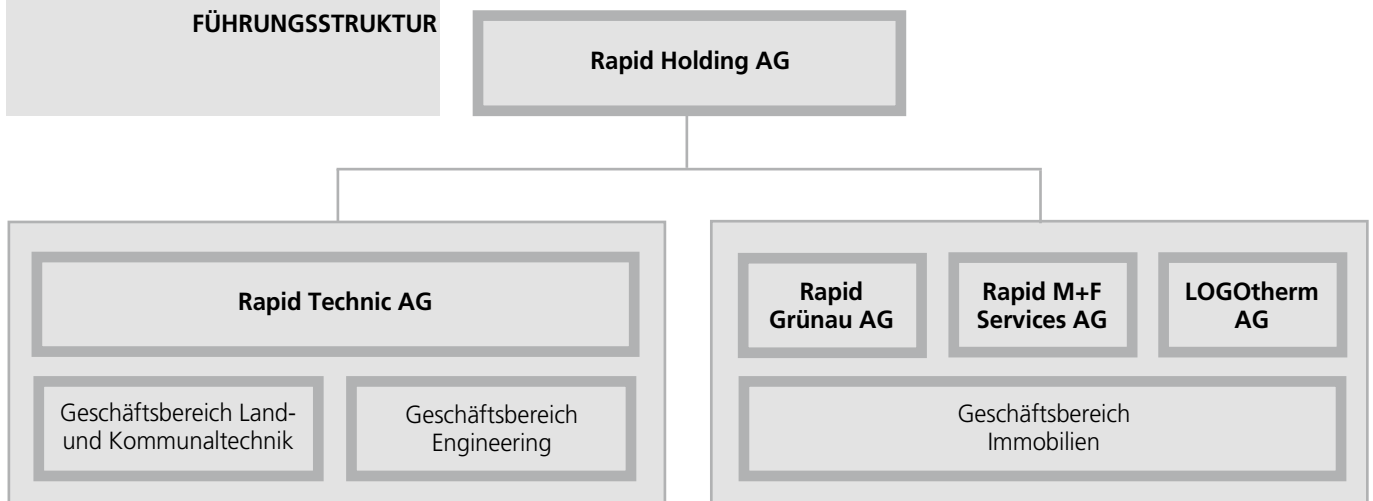 FÜHRUNGSSTRUKTUR
Rapid Holding AG
Rapid Technic AG
Geschäftsbereich Land-
und Kommunaltechnik
Geschäftsbereich
Engineering
Rapid
Grünau AG
Rapid M+F
Services AG
LOGOtherm
AG
Geschäftsbereich
Immobilien